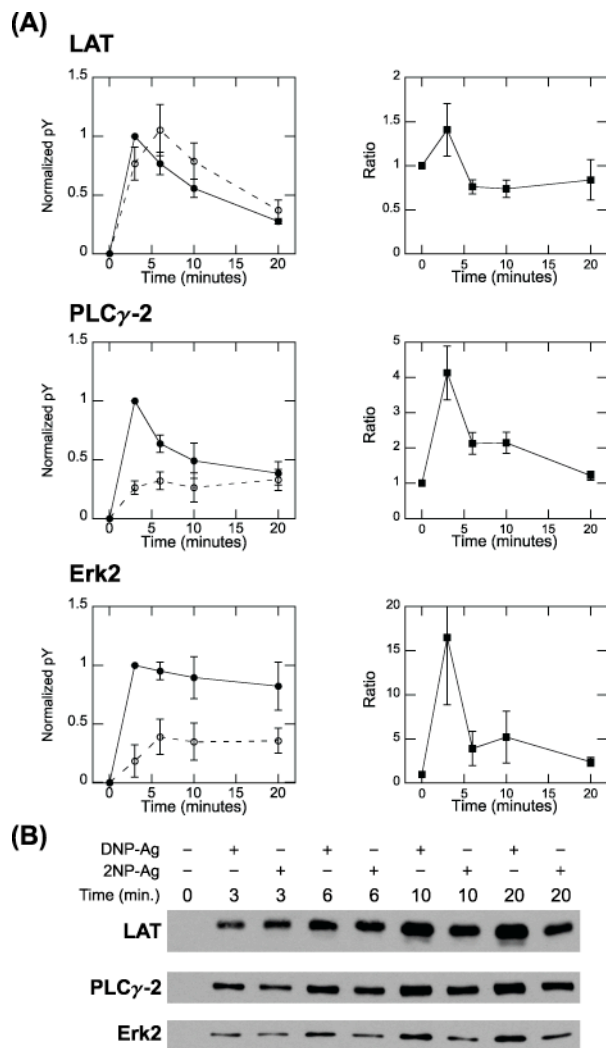 (A)
LAT
1.5
1
0.5
0
Normalized pY
0 5 10 15 20
Time (minutes)
2
1.5
1
0.5
0
Ratio
0 5 10 15 20
Time (minutes)
PLCγ-2
1.5
1
0.5
0
Normalized pY
0 5 10 15 20
Time (minutes)
5
4
3
2
1
0
Ratio
0 5 10 15 20
Time (minutes)
Erk2
1.5
1
0.5
0
Normalized pY
0 5 10 15 20
Time (minutes)
20
15
10
5
0
Ratio
0 5 10 15 20
Time (minutes)
(B)
DNP-Ag – + – + – + – + –
2NP-Ag – – + – + – + – +
Time (min.) 0 3 3 6 6 10 10 20 20
LAT
PLCγ-2
Erk2